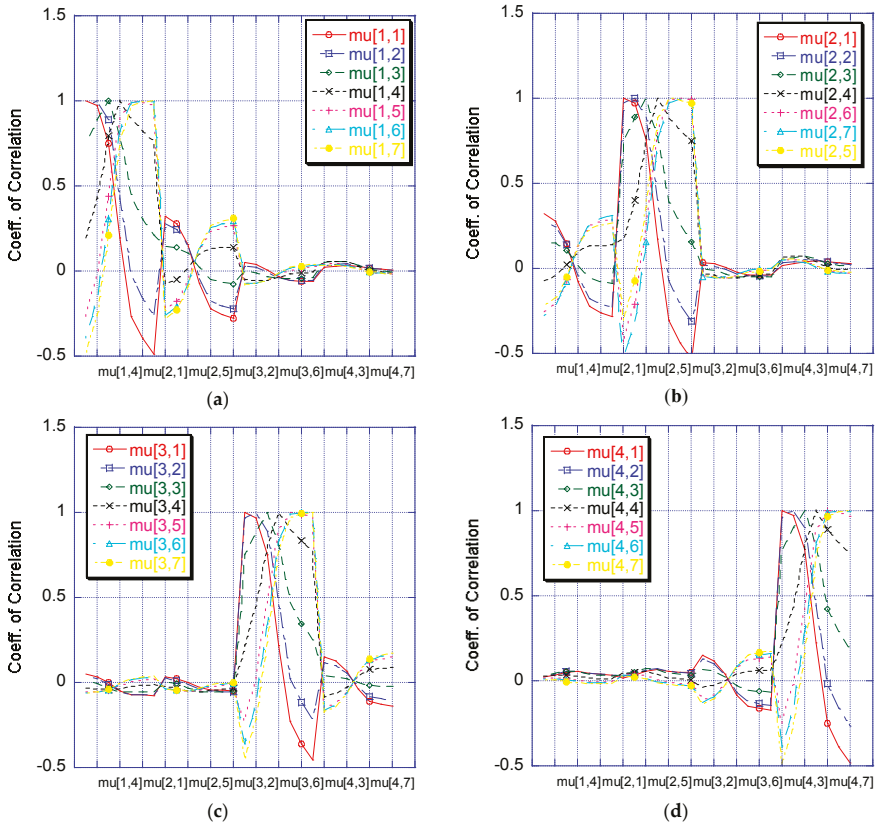 1.5
1
0.5
0
-0.5
Coeff. of Correlation
mu[1,1]
mu[1,2]
mu[1,3]
mu[1,4]
mu[1,5]
mu[1,6]
mu[1,7]
mu[1,4] mu[2,1] mu[2,5] mu[3,2] mu[3,6] mu[4,3] mu[4,7]
(a)
1.5
1
0.5
0
-0.5
Coeff. of Correlation
mu[2,1]
mu[2,2]
mu[2,3]
mu[2,4]
mu[2,6]
mu[2,7]
mu[2,5]
mu[1,4] mu[2,1] mu[2,5] mu[3,2] mu[3,6] mu[4,3] mu[4,7]
(b)
1.5
1
0.5
0
-0.5
Coeff. of Correlation
mu[3,1]
mu[3,2]
mu[3,3]
mu[3,4]
mu[3,5]
mu[3,6]
mu[3,7]
mu[1,4] mu[2,1] mu[2,5] mu[3,2] mu[3,6] mu[4,3] mu[4,7]
(c)
1.5
1
0.5
0
-0.5
Coeff. of Correlation
mu[4,1]
mu[4,2]
mu[4,3]
mu[4,4]
mu[4,5]
mu[4,6]
mu[4,7]
mu[1,4] mu[2,1] mu[2,5] mu[3,2] mu[3,6] mu[4,3] mu[4,7]
(d)